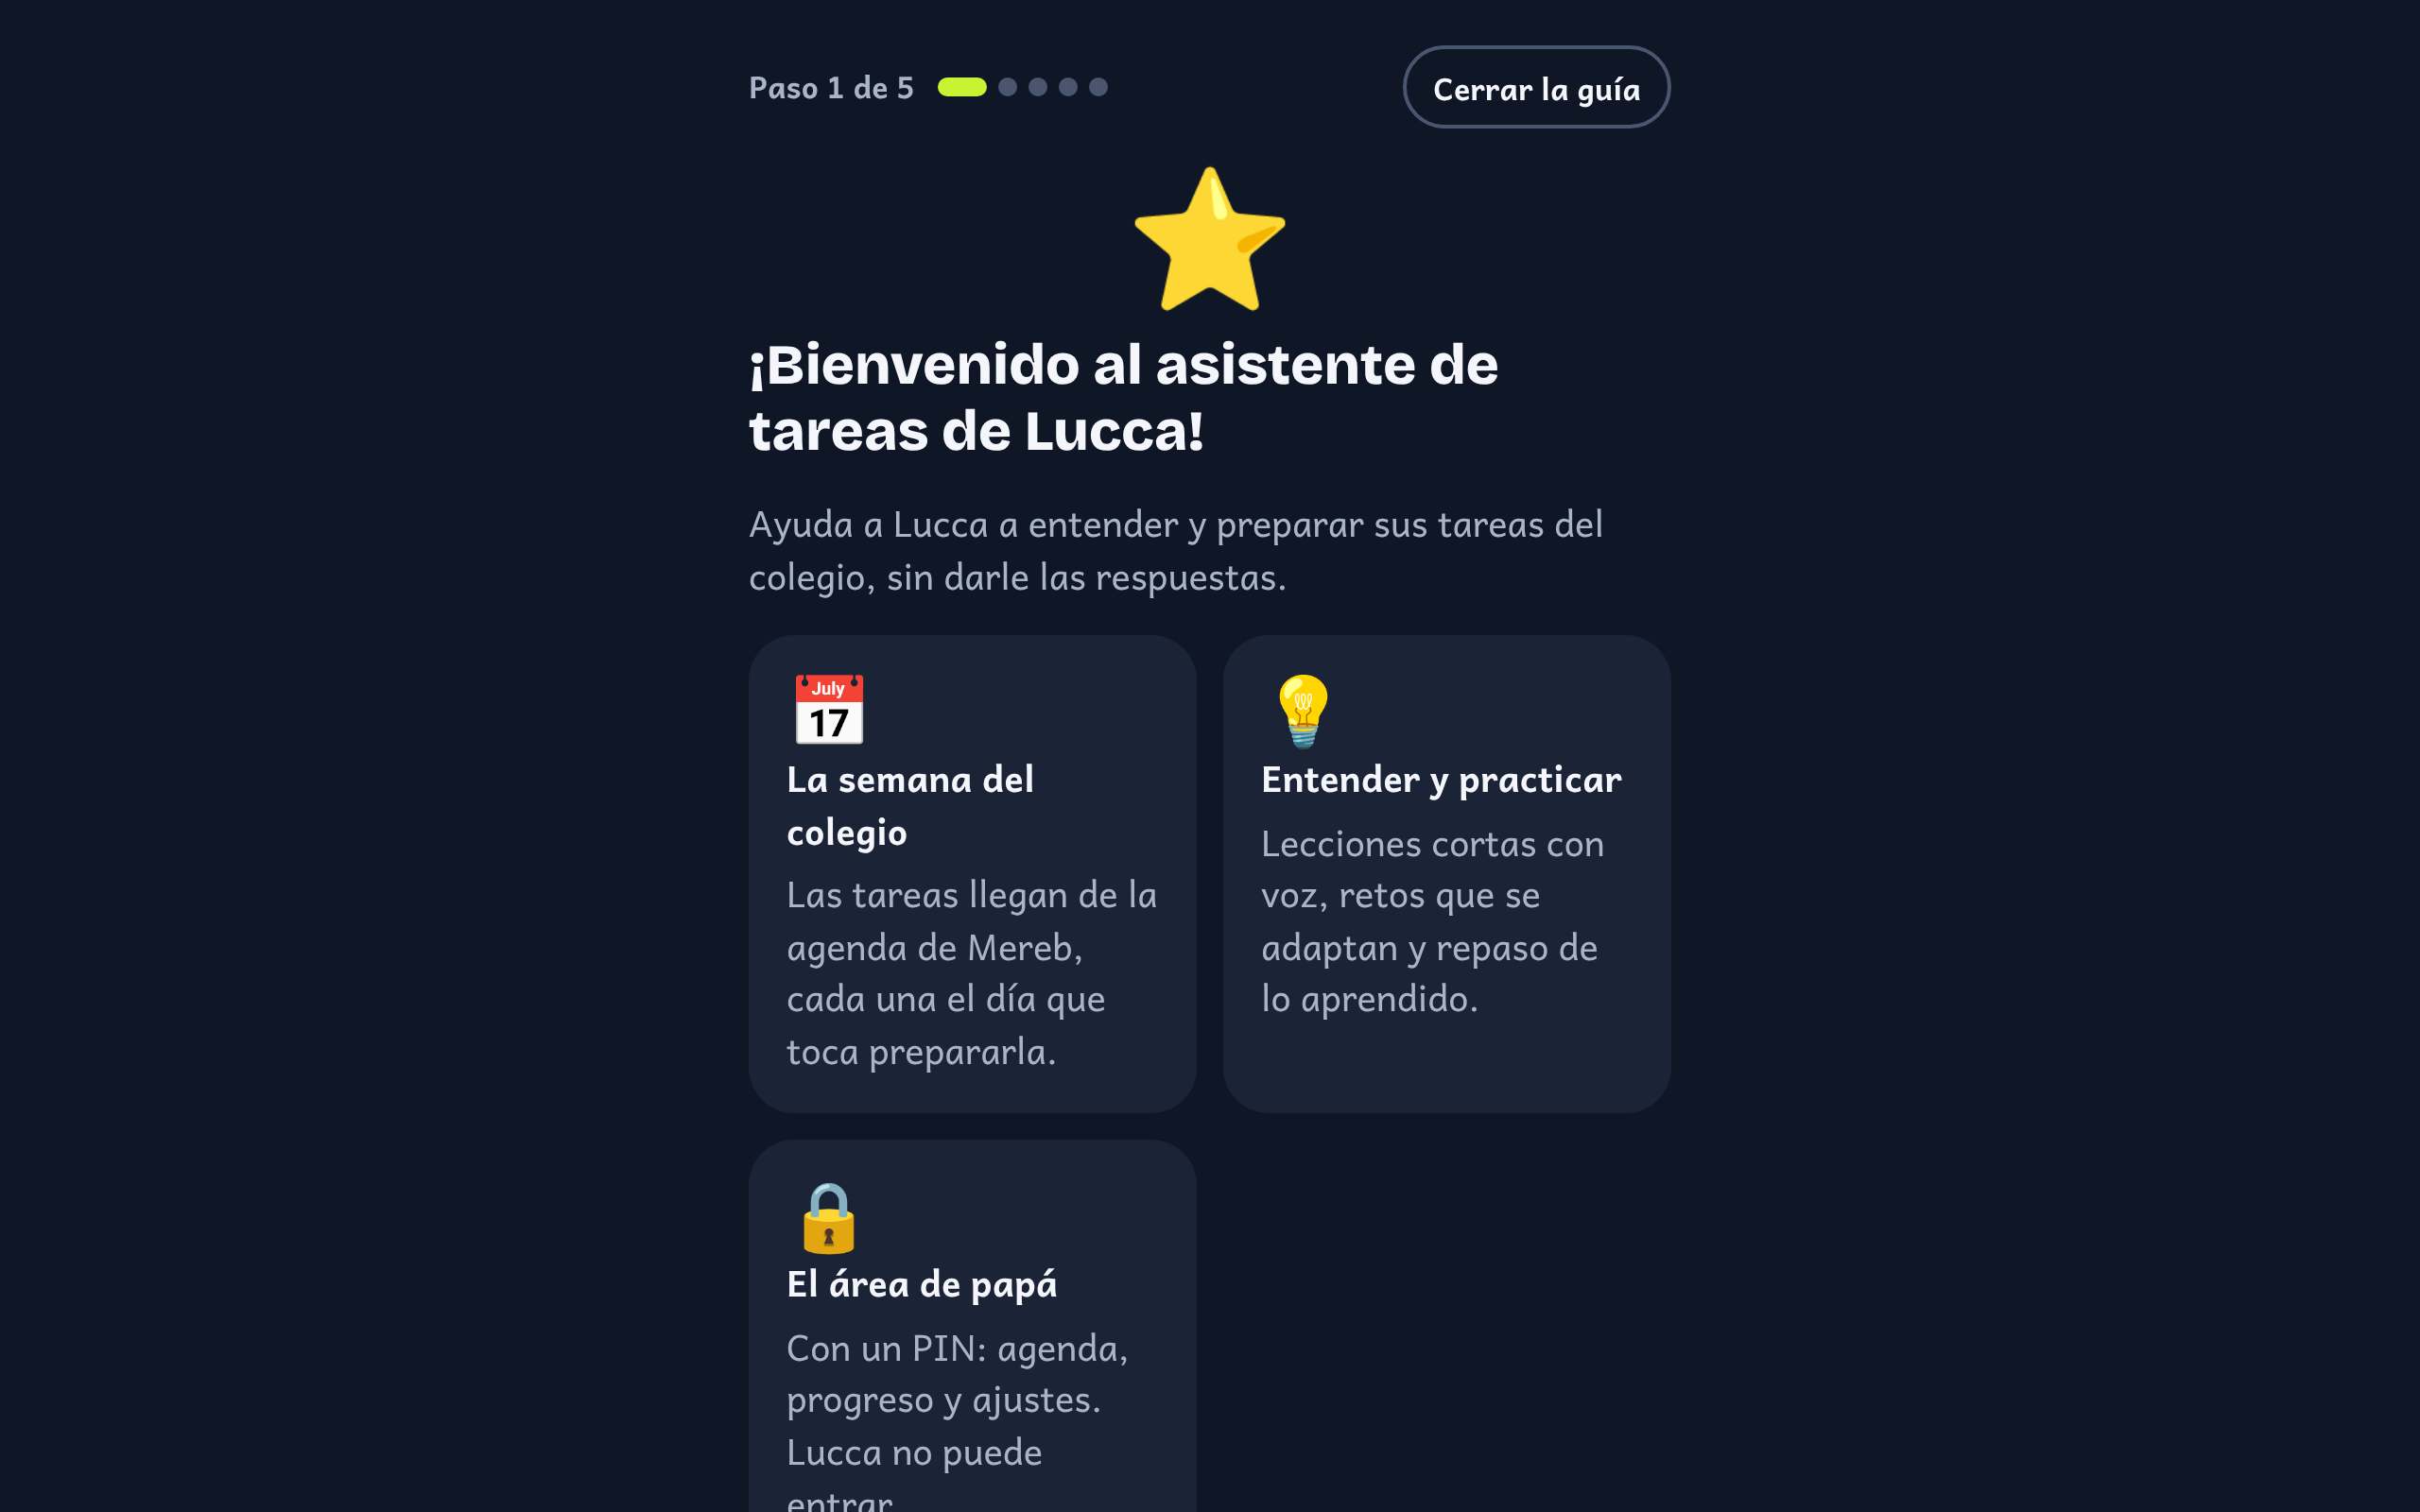 Paso 1 de 5
Cerrar la guía
¡Bienvenido al asistente de
tareas de Lucca!
Ayuda a Lucca a entender y preparar sus tareas del
colegio, sin darle las respuestas.
July
17
La semana del
colegio
Las tareas llegan de la
agenda de Mereb,
cada una el día que
toca prepararla.
Entender y practicar
Lecciones cortas con
voz, retos que se
adaptan y repaso de
lo aprendido.
El área de papá
Con un PIN: agenda,
progreso y ajustes.
Lucca no puede
entrar.